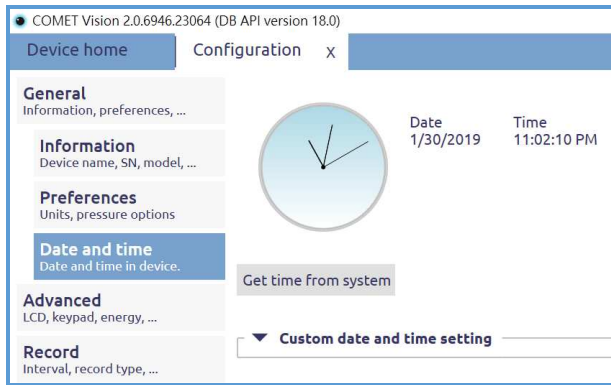 COMET Vision 2.0.6946.23064 (DB API version 18.0)
Device home
Configuration x
General
Information, preferences, ...
Information
Device name, SN, model, ...
Preferences
Units, pressure options
Date and time
Date and time in device.
Advanced
LCD, keypad, energy, ...
Record
Interval, record type, ...
Date
1/30/2019
Time
11:02:10 PM
Get time from system
Custom date and time setting